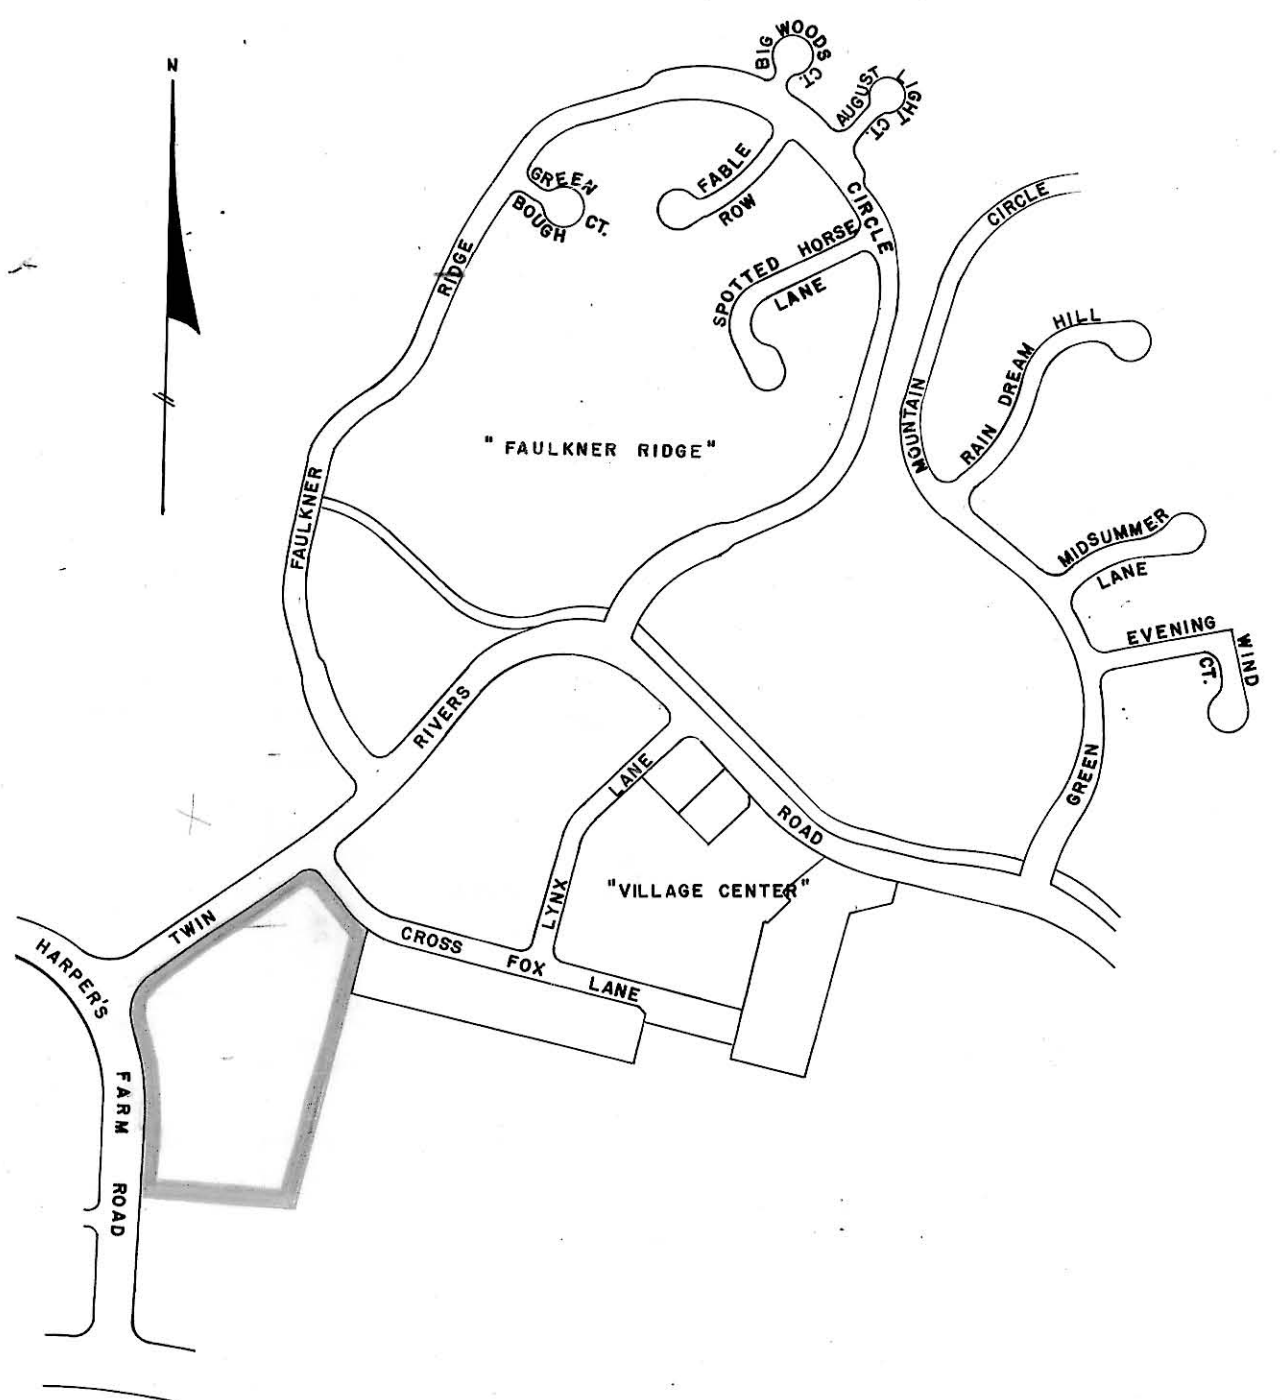 N
BIG WOODS CT.
AUGUST LIGHT CT.
GREEN BOUGH CT.
FABLE ROW
CIRCLE
SPOTTED HORSE LANE
RIDGE
CIRCLE
RAIN DREAM HILL
MOUNTAIN
"FAULKNER RIDGE"
FAULKNER
MIDSUMMER LANE
EVENING WIND CT.
RIVERS
LANE
GREEN
ROAD
"VILLAGE CENTER"
LYNX
TWIN
CROSS FOX LANE
HARPER'S
FARM ROAD